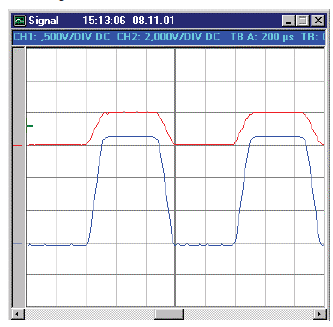 Signal 15:13:06 08.11.01
CH1: ,500V/DIV DC CH2: 2,000V/DIV DC TB A: 200 µs TR: